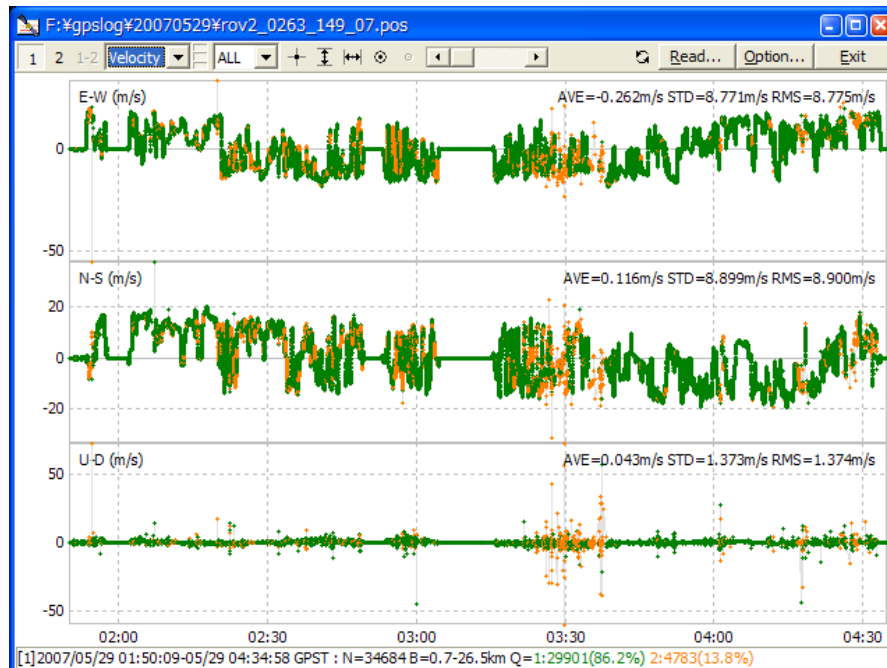 F:¥gpslog¥20070529¥rov2_0263_149_07.pos
1 2 1-2 Velocity ALL Read... Option... Exit
E-W (m/s) AVE=-0.262m/s STD=8.771m/s RMS=8.775m/s
0
-50
N-S (m/s) AVE=0.116m/s STD=8.899m/s RMS=8.900m/s
20
0
-20
U-D (m/s) AVE=0.043m/s STD=1.373m/s RMS=1.374m/s
50
0
-50
02:00 02:30 03:00 03:30 04:00 04:30
[1]2007/05/29 01:50:09-05/29 04:34:58 GPST : N=34684 B=0.7-26.5km Q=1:29901(86.2%) 2:4783(13.8%)